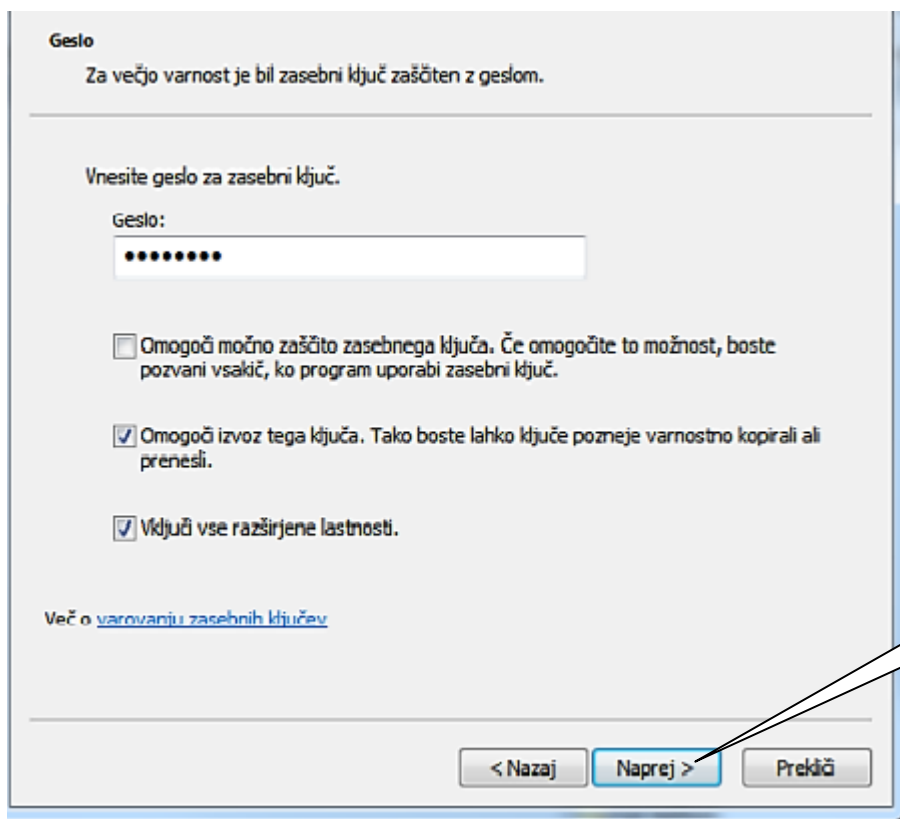 Geslo
Za večjo varnost je bil zasebni ključ zaščiten z geslom.
Vnesite geslo za zasebni ključ.
Geslo:
••••••••
Omogoči močno zaščito zasebnega ključa. Če omogočite to možnost, boste
pozvani vsakič, ko program uporabi zasebni ključ.
Omogoči izvoz tega ključa. Tako boste lahko ključe pozneje varnostno kopirali ali
prenesli.
Vključi vse razširjene lastnosti.
Več o varovanju zasebnih ključev
< Nazaj Naprej > Prekliči